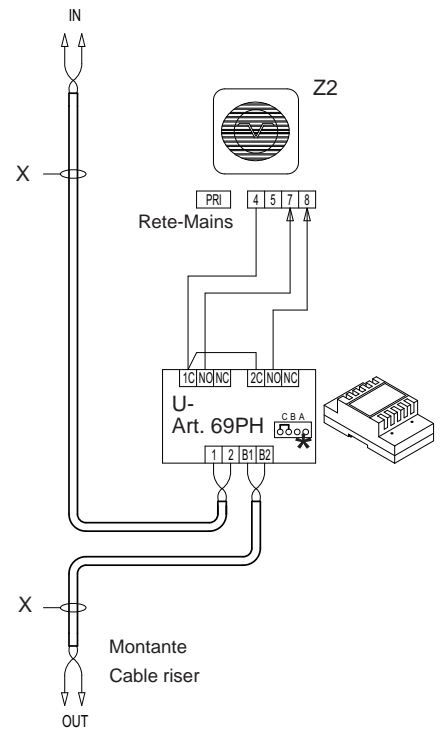 IN
Z2
X
PRI 4 5 7 8
Rete-Mains
1C NO NC 2C NO NC
U-
Art. 69PH
C B A
*
1 2 B1 B2
X
Montante
Cable riser
OUT